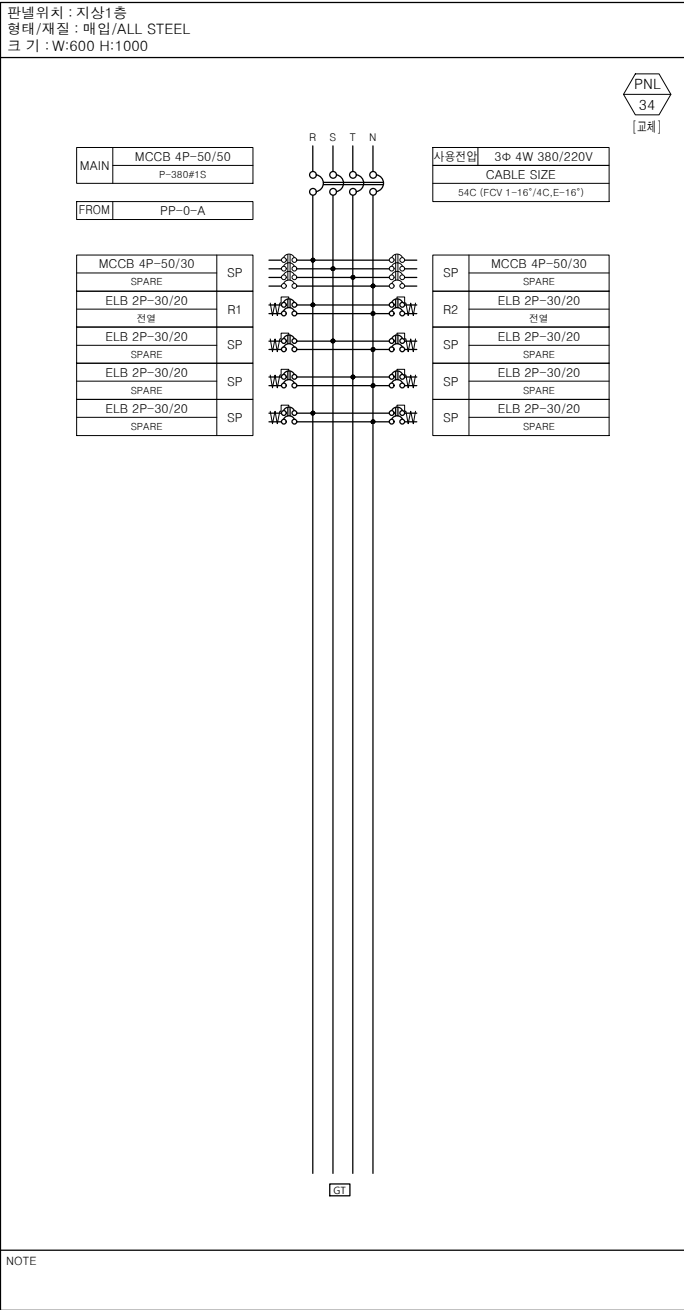 판넬위치 : 지상1층
형태/재질 : 매입/ALL STEEL
크 기 : W:600 H:1000
PNL
34
[교체]
R S T N
MAIN MCCB 4P-50/50
P-380#1S
사용전압 3Φ 4W 380/220V
CABLE SIZE
54C (FCV 1-16°/4C,E-16°)
FROM PP-0-A
MCCB 4P-50/30 SP
SPARE
ELB 2P-30/20 R1
전열
ELB 2P-30/20 SP
SPARE
ELB 2P-30/20 SP
SPARE
ELB 2P-30/20 SP
SPARE
SP MCCB 4P-50/30
SPARE
R2 ELB 2P-30/20
전열
SP ELB 2P-30/20
SPARE
SP ELB 2P-30/20
SPARE
SP ELB 2P-30/20
SPARE
GT
NOTE